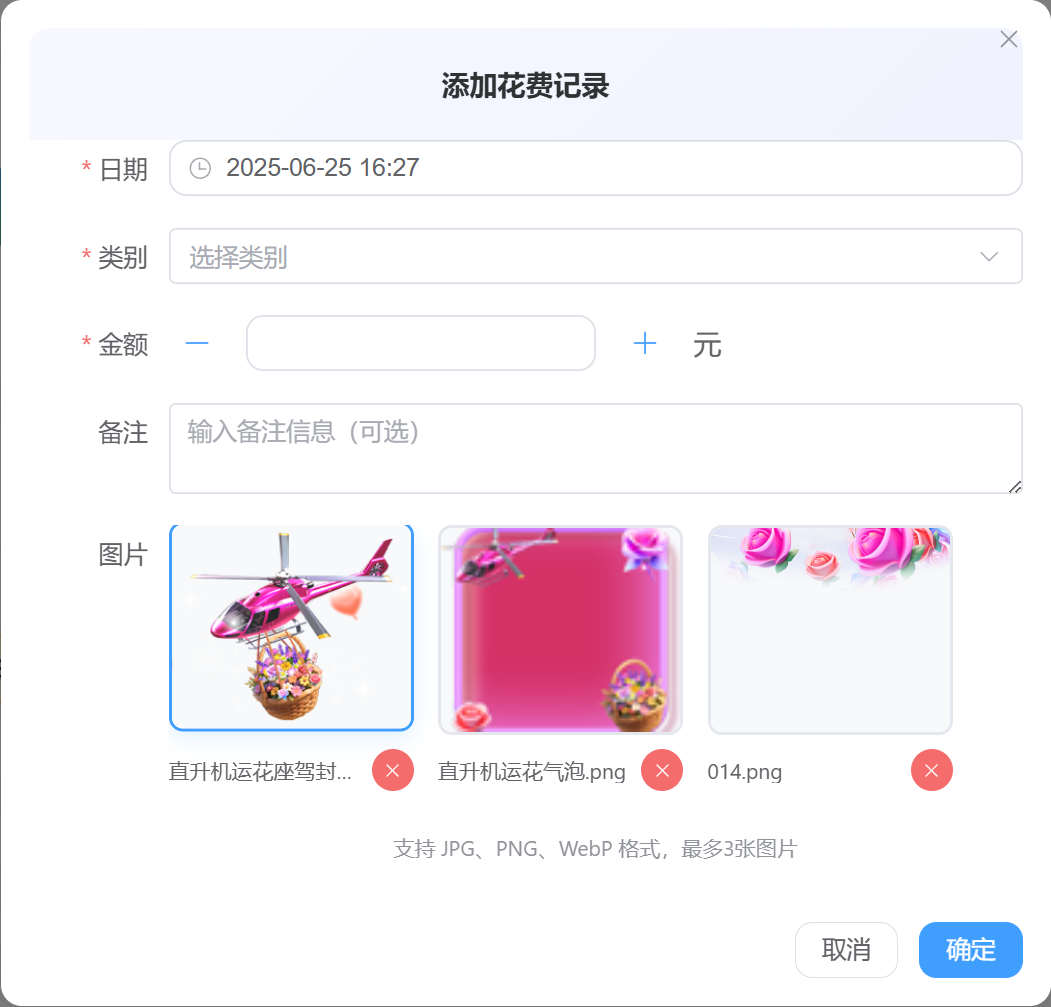 添加花费记录
* 日期 2025-06-25 16:27
* 类别 选择类别
* 金额 元
备注 输入备注信息（可选）
图片
直升机运花座驾封... 直升机运花气泡.png 014.png
支持 JPG、PNG、WebP 格式，最多3张图片
取消 确定